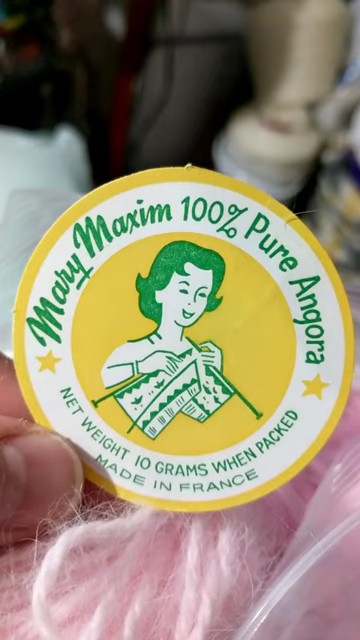 Mary Maxim 100% Pure Angora
NET WEIGHT 10 GRAMS WHEN PACKED
MADE IN FRANCE